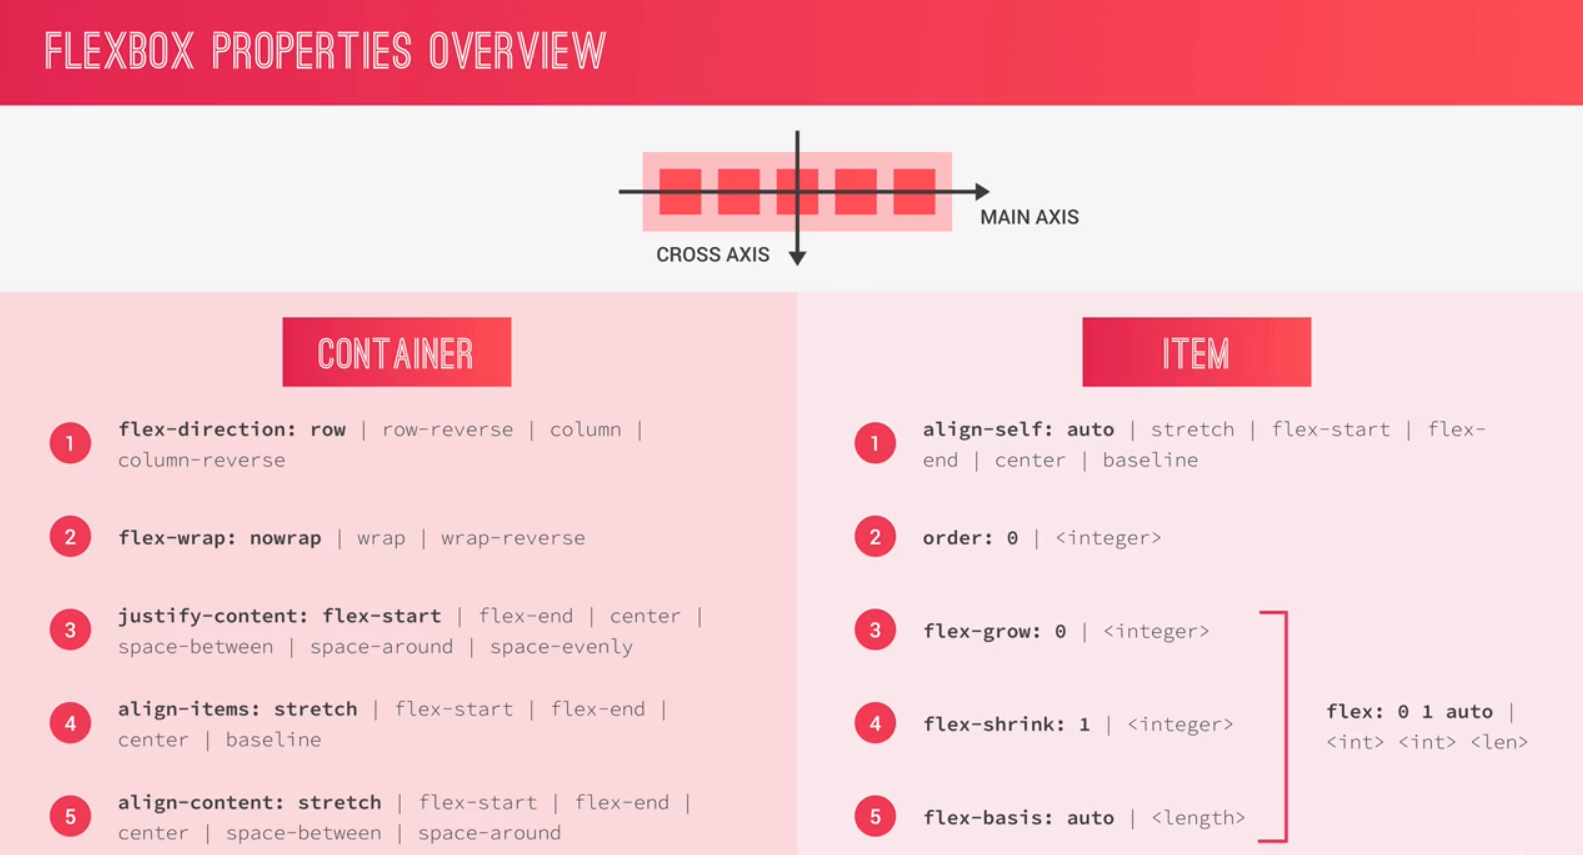 FLEXBOX PROPERTIES OVERVIEW
MAIN AXIS
CROSS AXIS
CONTAINER
1
flex-direction: row | row-reverse | column |
column-reverse
2
flex-wrap: nowrap | wrap | wrap-reverse
3
justify-content: flex-start | flex-end | center |
space-between | space-around | space-evenly
4
align-items: stretch | flex-start | flex-end |
center | baseline
5
align-content: stretch | flex-start | flex-end |
center | space-between | space-around
ITEM
1
align-self: auto | stretch | flex-start | flex-
end | center | baseline
2
order: 0 | <integer>
3
flex-grow: 0 | <integer>
4
flex-shrink: 1 | <integer>
5
flex-basis: auto | <length>
flex: 0 1 auto |
<int> <int> <len>